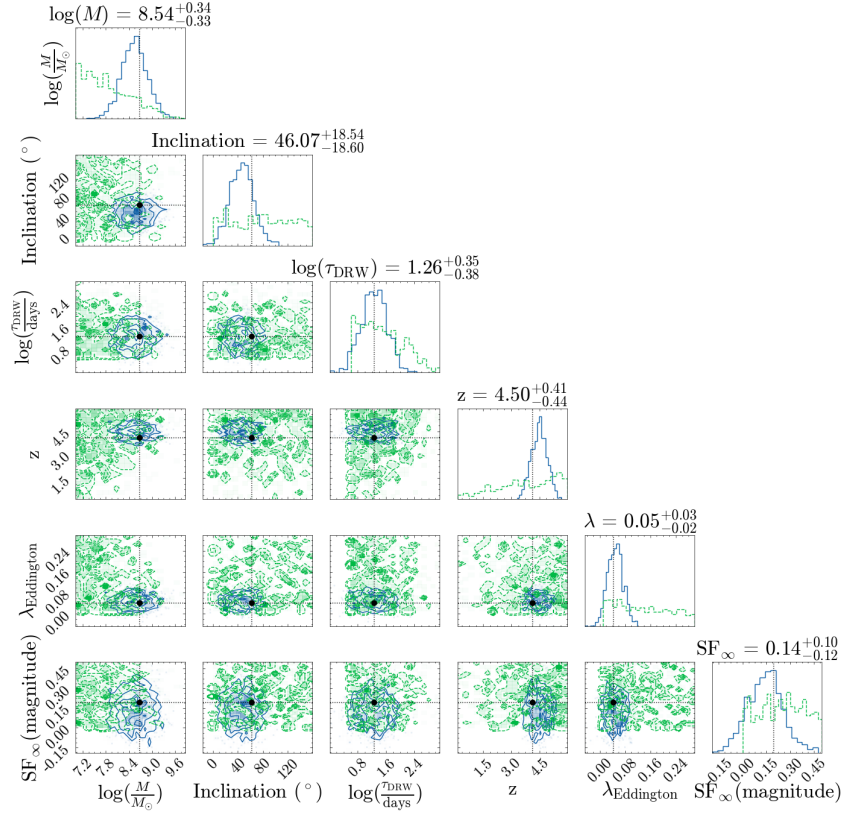 log(M) = 8.54^{+0.34}_{-0.33}
log(M/M⊙)
Inclination = 46.07^{+18.54}_{-18.60}
Inclination (°)
120
80
40
0
log(τ_DRW) = 1.26^{+0.35}_{-0.38}
log(τ_DRW/days)
2.4
1.6
0.8
z = 4.50^{+0.41}_{-0.44}
z
4.5
3.0
1.5
λ = 0.05^{+0.03}_{-0.02}
λ_Eddington
0.24
0.16
0.08
0.00
SF_∞ = 0.14^{+0.10}_{-0.12}
SF_∞(magnitude)
0.45
0.30
0.15
0.00
-0.15
7.2 8.4 9.0 9.6
0 40 80 120
0.8 1.6 2.4
1.5 3.0 4.5
0.00 0.08 0.16 0.24
-0.15 0.00 0.15 0.30 0.45
log(M/M⊙) Inclination (°) log(τ_DRW/days) z λ_Eddington SF_∞(magnitude)